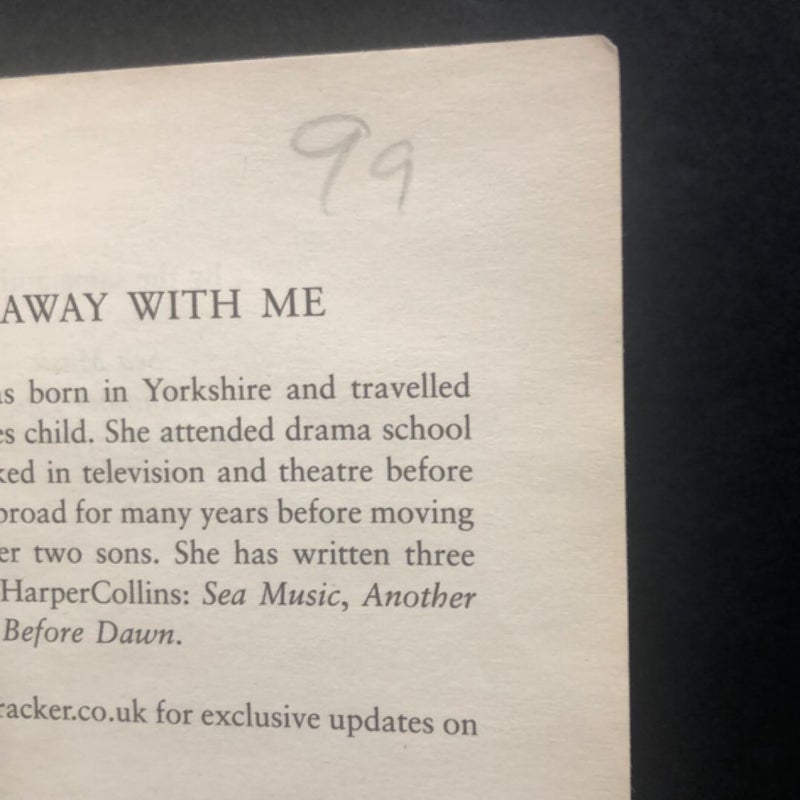 99
AWAY WITH ME
as born in Yorkshire and travelled
es child. She attended drama school
ked in television and theatre before
broad for many years before moving
er two sons. She has written three
HarperCollins: Sea Music, Another
Before Dawn.
racker.co.uk for exclusive updates on